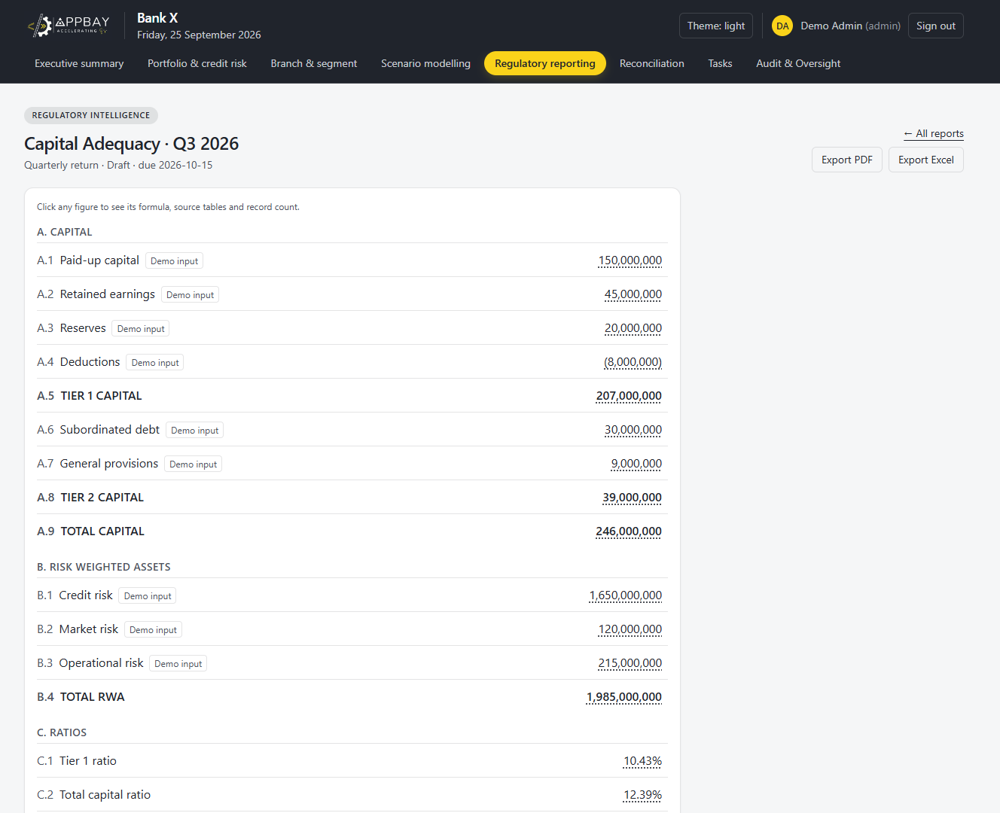 APPBAY
ACCELERATING
Bank X
Friday, 25 September 2026
Theme: light
DA
Demo Admin (admin)
Sign out
Executive summary
Portfolio & credit risk
Branch & segment
Scenario modelling
Regulatory reporting
Reconciliation
Tasks
Audit & Oversight
REGULATORY INTELLIGENCE
Capital Adequacy · Q3 2026
Quarterly return · Draft · due 2026-10-15
← All reports
Export PDF
Export Excel
Click any figure to see its formula, source tables and record count.
A. CAPITAL
A.1 Paid-up capital Demo input 150,000,000
A.2 Retained earnings Demo input 45,000,000
A.3 Reserves Demo input 20,000,000
A.4 Deductions Demo input (8,000,000)
A.5 TIER 1 CAPITAL 207,000,000
A.6 Subordinated debt Demo input 30,000,000
A.7 General provisions Demo input 9,000,000
A.8 TIER 2 CAPITAL 39,000,000
A.9 TOTAL CAPITAL 246,000,000
B. RISK WEIGHTED ASSETS
B.1 Credit risk Demo input 1,650,000,000
B.2 Market risk Demo input 120,000,000
B.3 Operational risk Demo input 215,000,000
B.4 TOTAL RWA 1,985,000,000
C. RATIOS
C.1 Tier 1 ratio 10.43%
C.2 Total capital ratio 12.39%